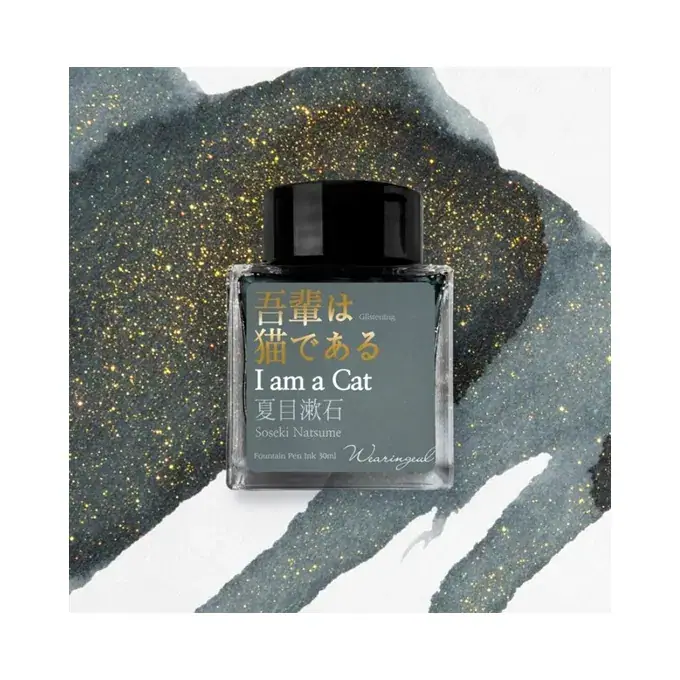 吾輩は
Glistening
猫である
I am a Cat
夏目漱石
Soseki Natsume
Fountain Pen Ink 30ml
Wearingeul